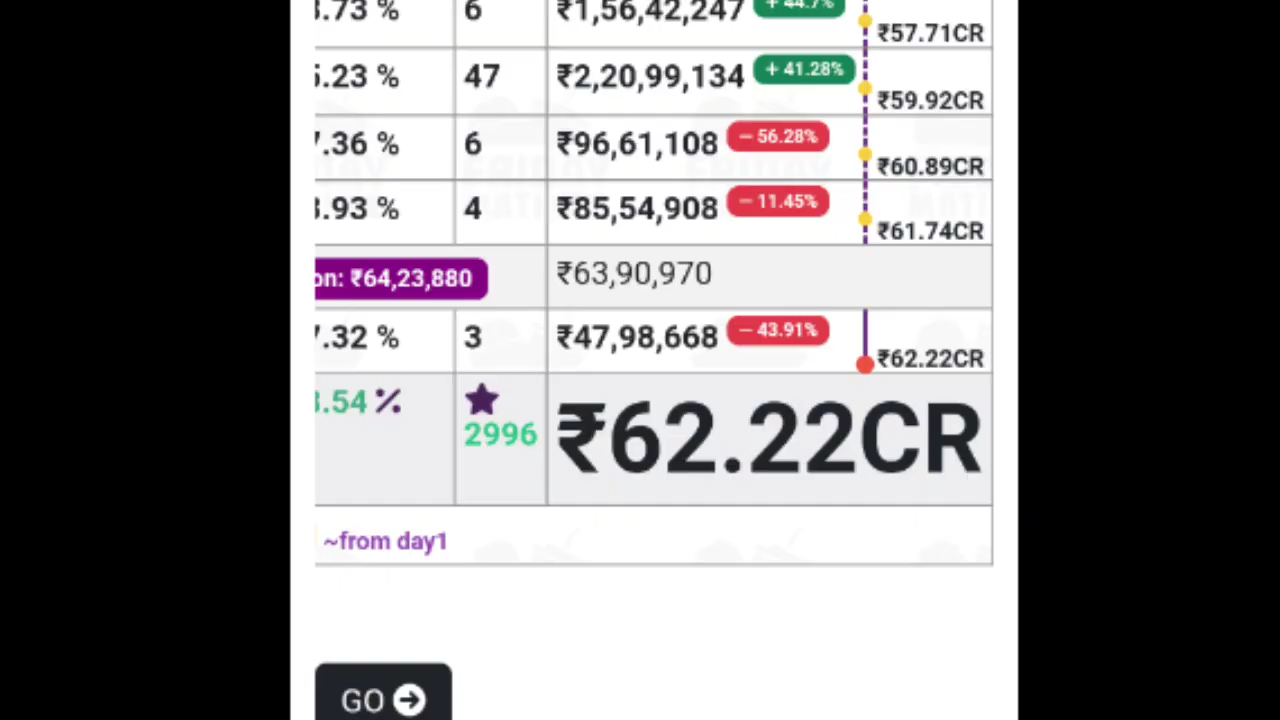 .73 % 6 ₹1,56,42,247 + 44.7%
₹57.71CR
.23 % 47 ₹2,20,99,134 + 41.28%
₹59.92CR
.36 % 6 ₹96,61,108 – 56.28%
₹60.89CR
.93 % 4 ₹85,54,908 – 11.45%
₹61.74CR
on: ₹64,23,880 ₹63,90,970
.32 % 3 ₹47,98,668 – 43.91%
₹62.22CR
.54 % 2996 ₹62.22CR
~from day1
GO